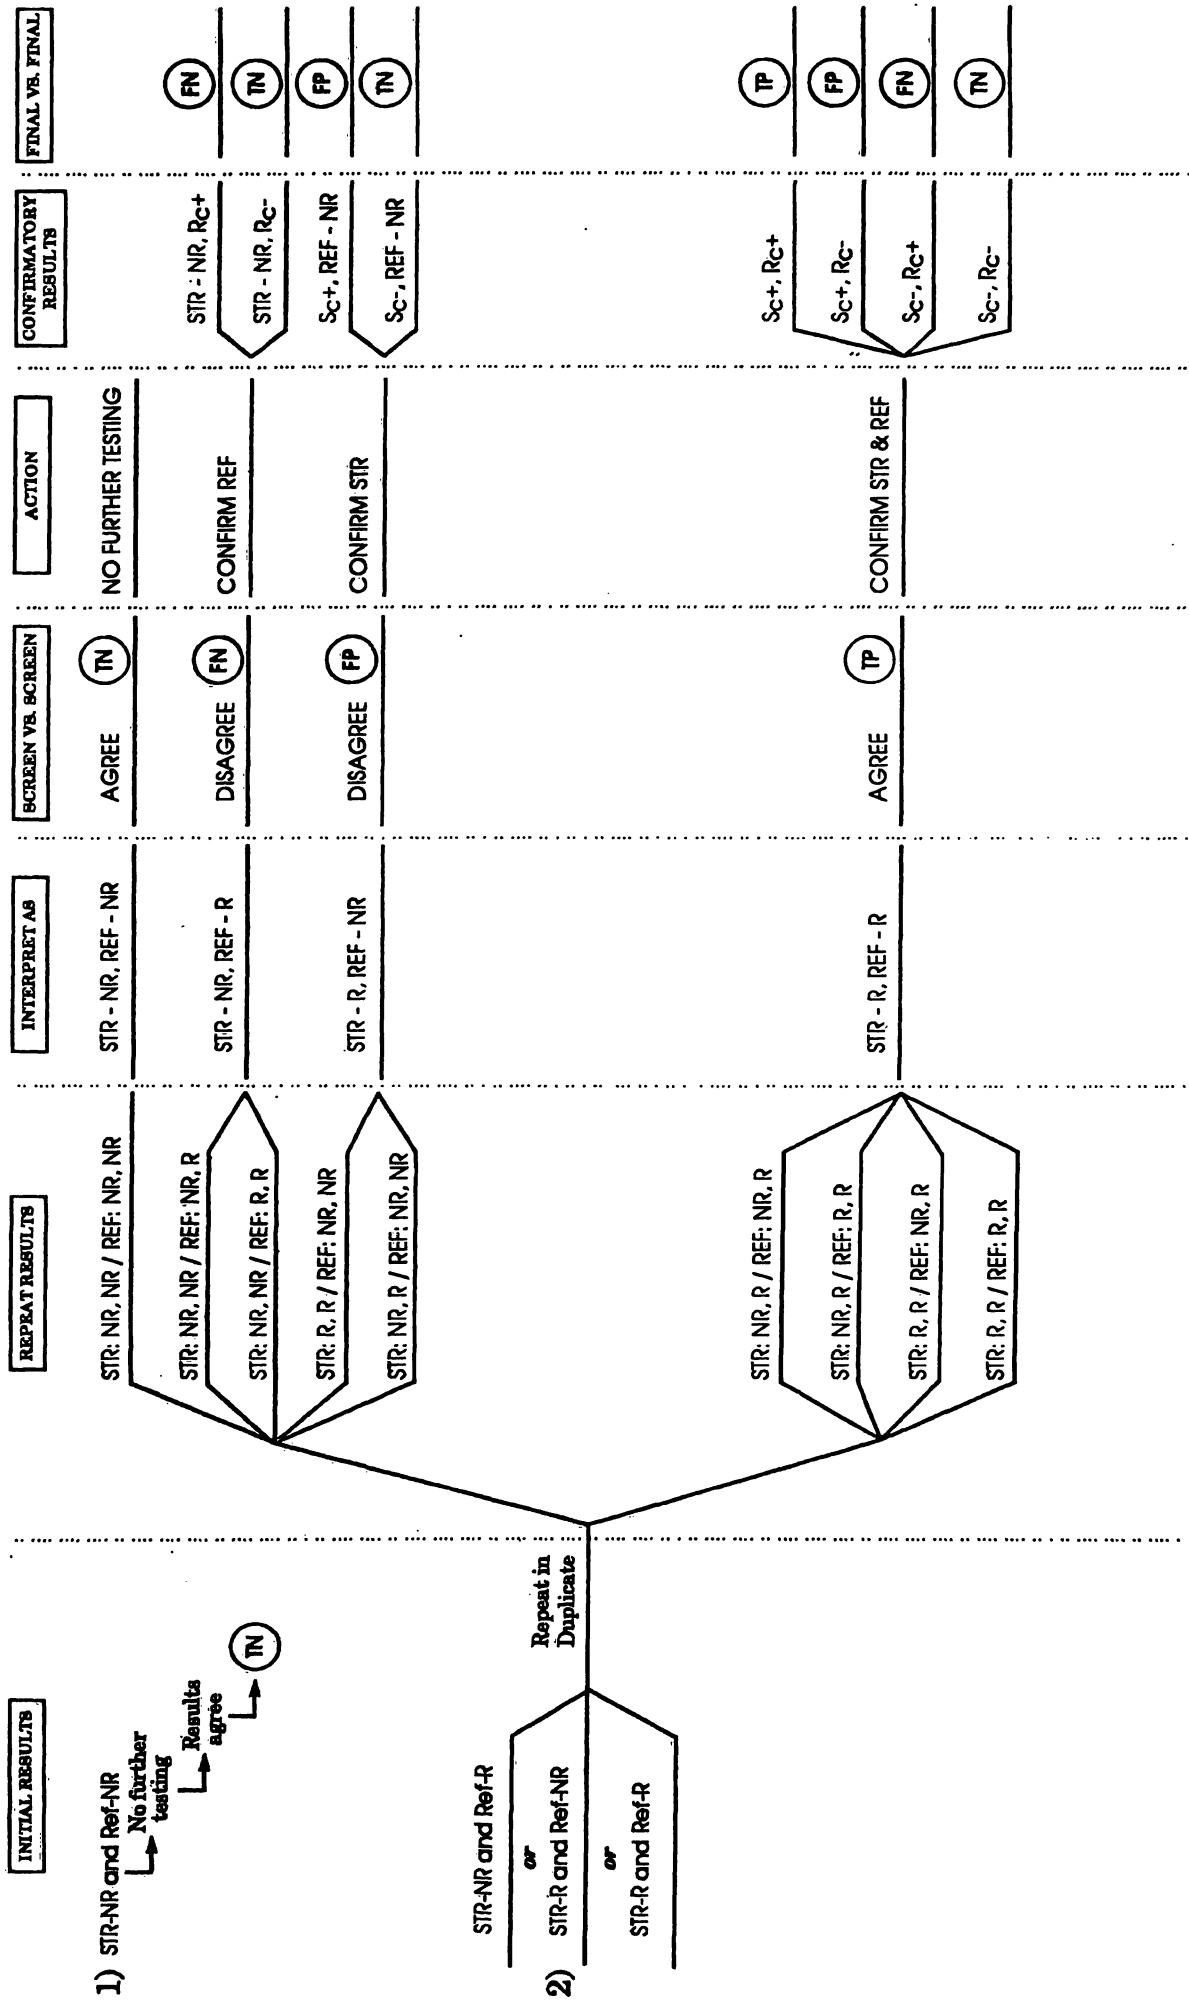 INITIAL RESULTS
1) STR-NR and Ref-NR
No further
testing
Results
agree
TN
2)
STR-NR and Ref-R
or
STR-R and Ref-NR
or
STR-R and Ref-R
Repeat in
Duplicate
REPEAT RESULTS
STR: NR, NR / REF: NR, NR
STR: NR, NR / REF: NR, R
STR: NR, NR / REF: R, R
STR: R, R / REF: NR, NR
STR: NR, R / REF: NR, NR
STR: NR, R / REF: NR, R
STR: NR, R / REF: R, R
STR: R, R / REF: NR, R
STR: R, R / REF: R, R
INTERPRET AS
STR - NR, REF - NR
STR - NR, REF - R
STR - R, REF - NR
STR - R, REF - R
SCREEN VS. SCREEN
AGREE TN
DISAGREE FN
DISAGREE FP
AGREE TP
ACTION
NO FURTHER TESTING
CONFIRM REF
CONFIRM STR
CONFIRM STR & REF
CONFIRMATORY
RESULTS
STR - NR, Rc+
STR - NR, Rc-
Sc+, REF - NR
Sc-, REF - NR
Sc+, Rc+
Sc+, Rc-
Sc-, Rc+
Sc-, Rc-
FINAL VS. FINAL
FN
TN
FP
TN
TP
FP
FN
TN